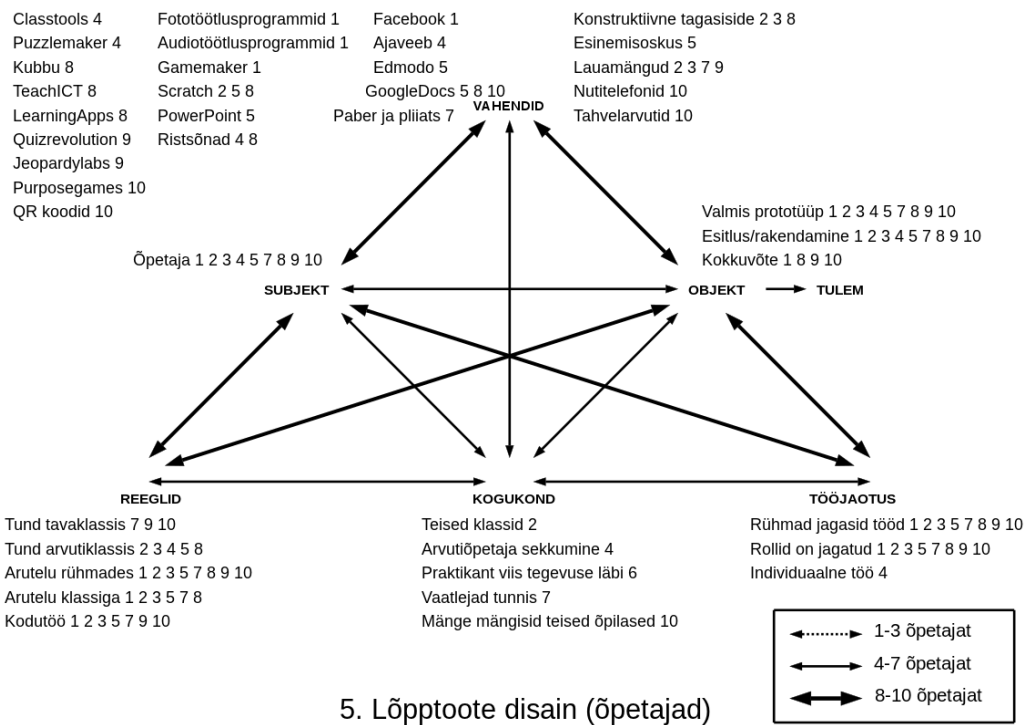 Classtools 4
Puzzlemaker 4
Kubbu 8
TeachICT 8
LearningApps 8
Quizrevolution 9
Jeopardylabs 9
Purposegames 10
QR koodid 10
Fototöötlusprogrammid 1
Audiotöötlusprogrammid 1
Gamemaker 1
Scratch 2 5 8
PowerPoint 5
Ristsõnad 4 8
Facebook 1
Ajaveeb 4
Edmodo 5
GoogleDocs 5 8 10
Paber ja pliiats 7
Konstruktiivne tagasiside 2 3 8
Esinemisoskus 5
Lauamängud 2 3 7 9
Nutitelefonid 10
Tahvelarvutid 10
VAHENDID
Õpetaja 1 2 3 4 5 7 8 9 10
SUBJEKT
Valmis prototüüp 1 2 3 4 5 7 8 9 10
Esitlus/rakendamine 1 2 3 4 5 7 8 9 10
Kokkuvõte 1 8 9 10
OBJEKT
TULEM
REEGLID
Tund tavaklassis 7 9 10
Tund arvutiklassis 2 3 4 5 8
Arutelu rühmades 1 2 3 5 7 8 9 10
Arutelu klassiga 1 2 3 5 7 8
Kodutöö 1 2 3 5 7 9 10
KOGUKOND
Teised klassid 2
Arvutiõpetaja sekkumine 4
Praktikant viis tegevuse läbi 6
Vaatlejad tunnis 7
Mänge mängisid teised õpilased 10
TÖÖJAOTUS
Rühmad jagasid tööd 1 2 3 5 7 8 9 10
Rollid on jagatud 1 2 3 5 7 8 9 10
Individuaalne töö 4
1-3 õpetajat
4-7 õpetajat
8-10 õpetajat
5. Lõpptoote disain (õpetajad)